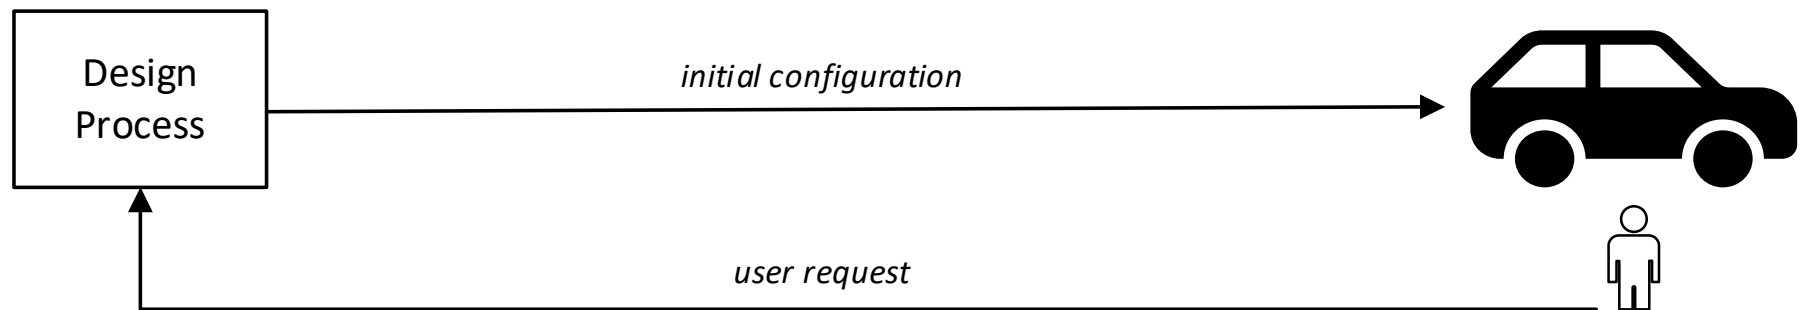 Design
Process
initial configuration
user request